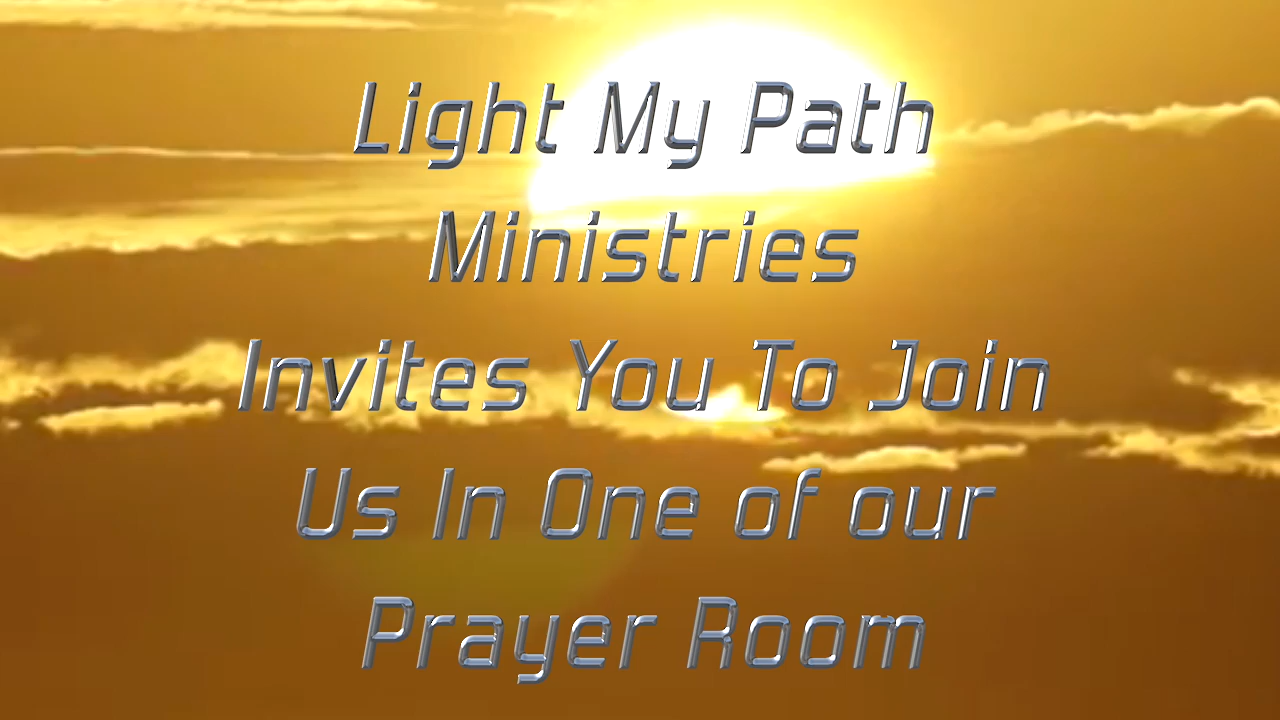 Light My Path
Ministries
Invites You To Join
Us In One of our
Prayer Room